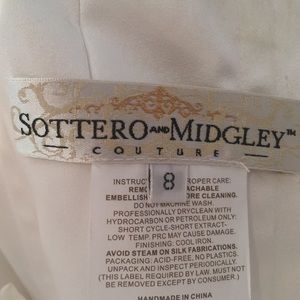 SOTTERO AND MIDGLEY™
COUTURE
8
INSTRUC PROPER CARE:
REMO ACHABLE
EMBELLISH ORE CLEANING.
DO NOT MACHINE WASH.
PROFESSIONALLY DRYCLEAN WITH
HYDROCARBON OR PETROLEUM ONLY:
SHORT CYCLE-SHORT EXTRACT-
LOW TEMP. PRC MAY CAUSE DAMAGE.
FINISHING: COOL IRON.
AVOID STEAM ON SILK FABRICATIONS.
PACKAGING: ACID-FREE, NO PLASTICS.
UNPACK AND INSPECT PERIODICALLY.
(THIS LABEL REQUIRED BY LAW. MUST NOT
BE REMOVED EXCEPT BY CONSUMER.)
HANDMADE IN CHINA